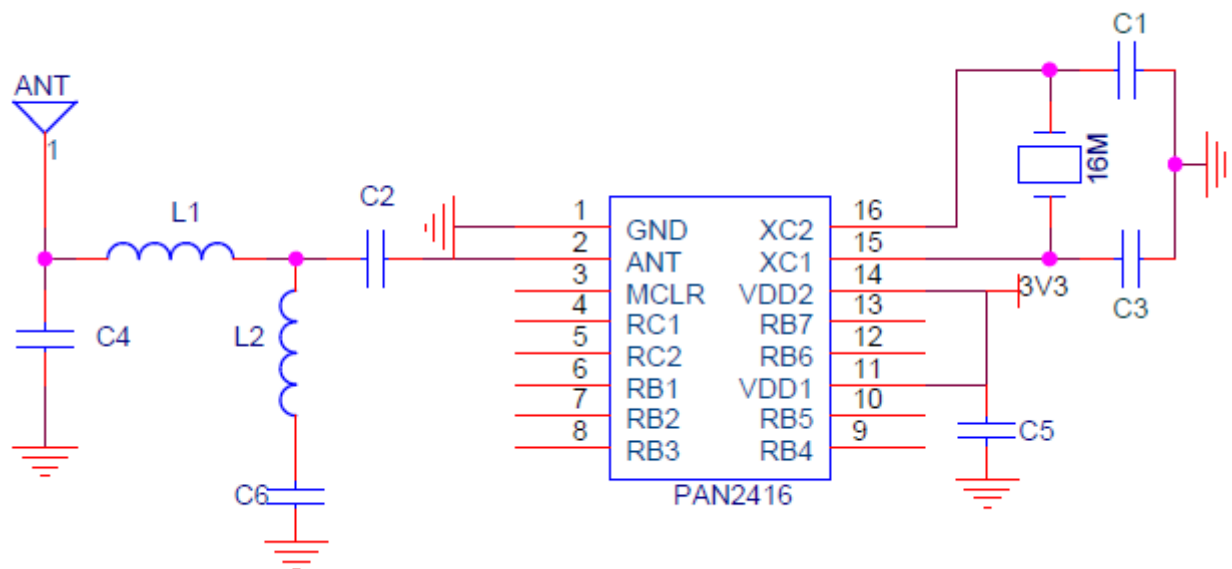 C1
ANT
1
16M
C2
L1
1 GND XC2 16
2 ANT XC1 15
3 MCLR VDD2 14 3V3
C3
4 RC1 RB7 13
C4 L2
5 RC2 RB6 12
6 RB1 VDD1 11
7 RB2 RB5 10
C5
8 RB3 RB4 9
C6
PAN2416